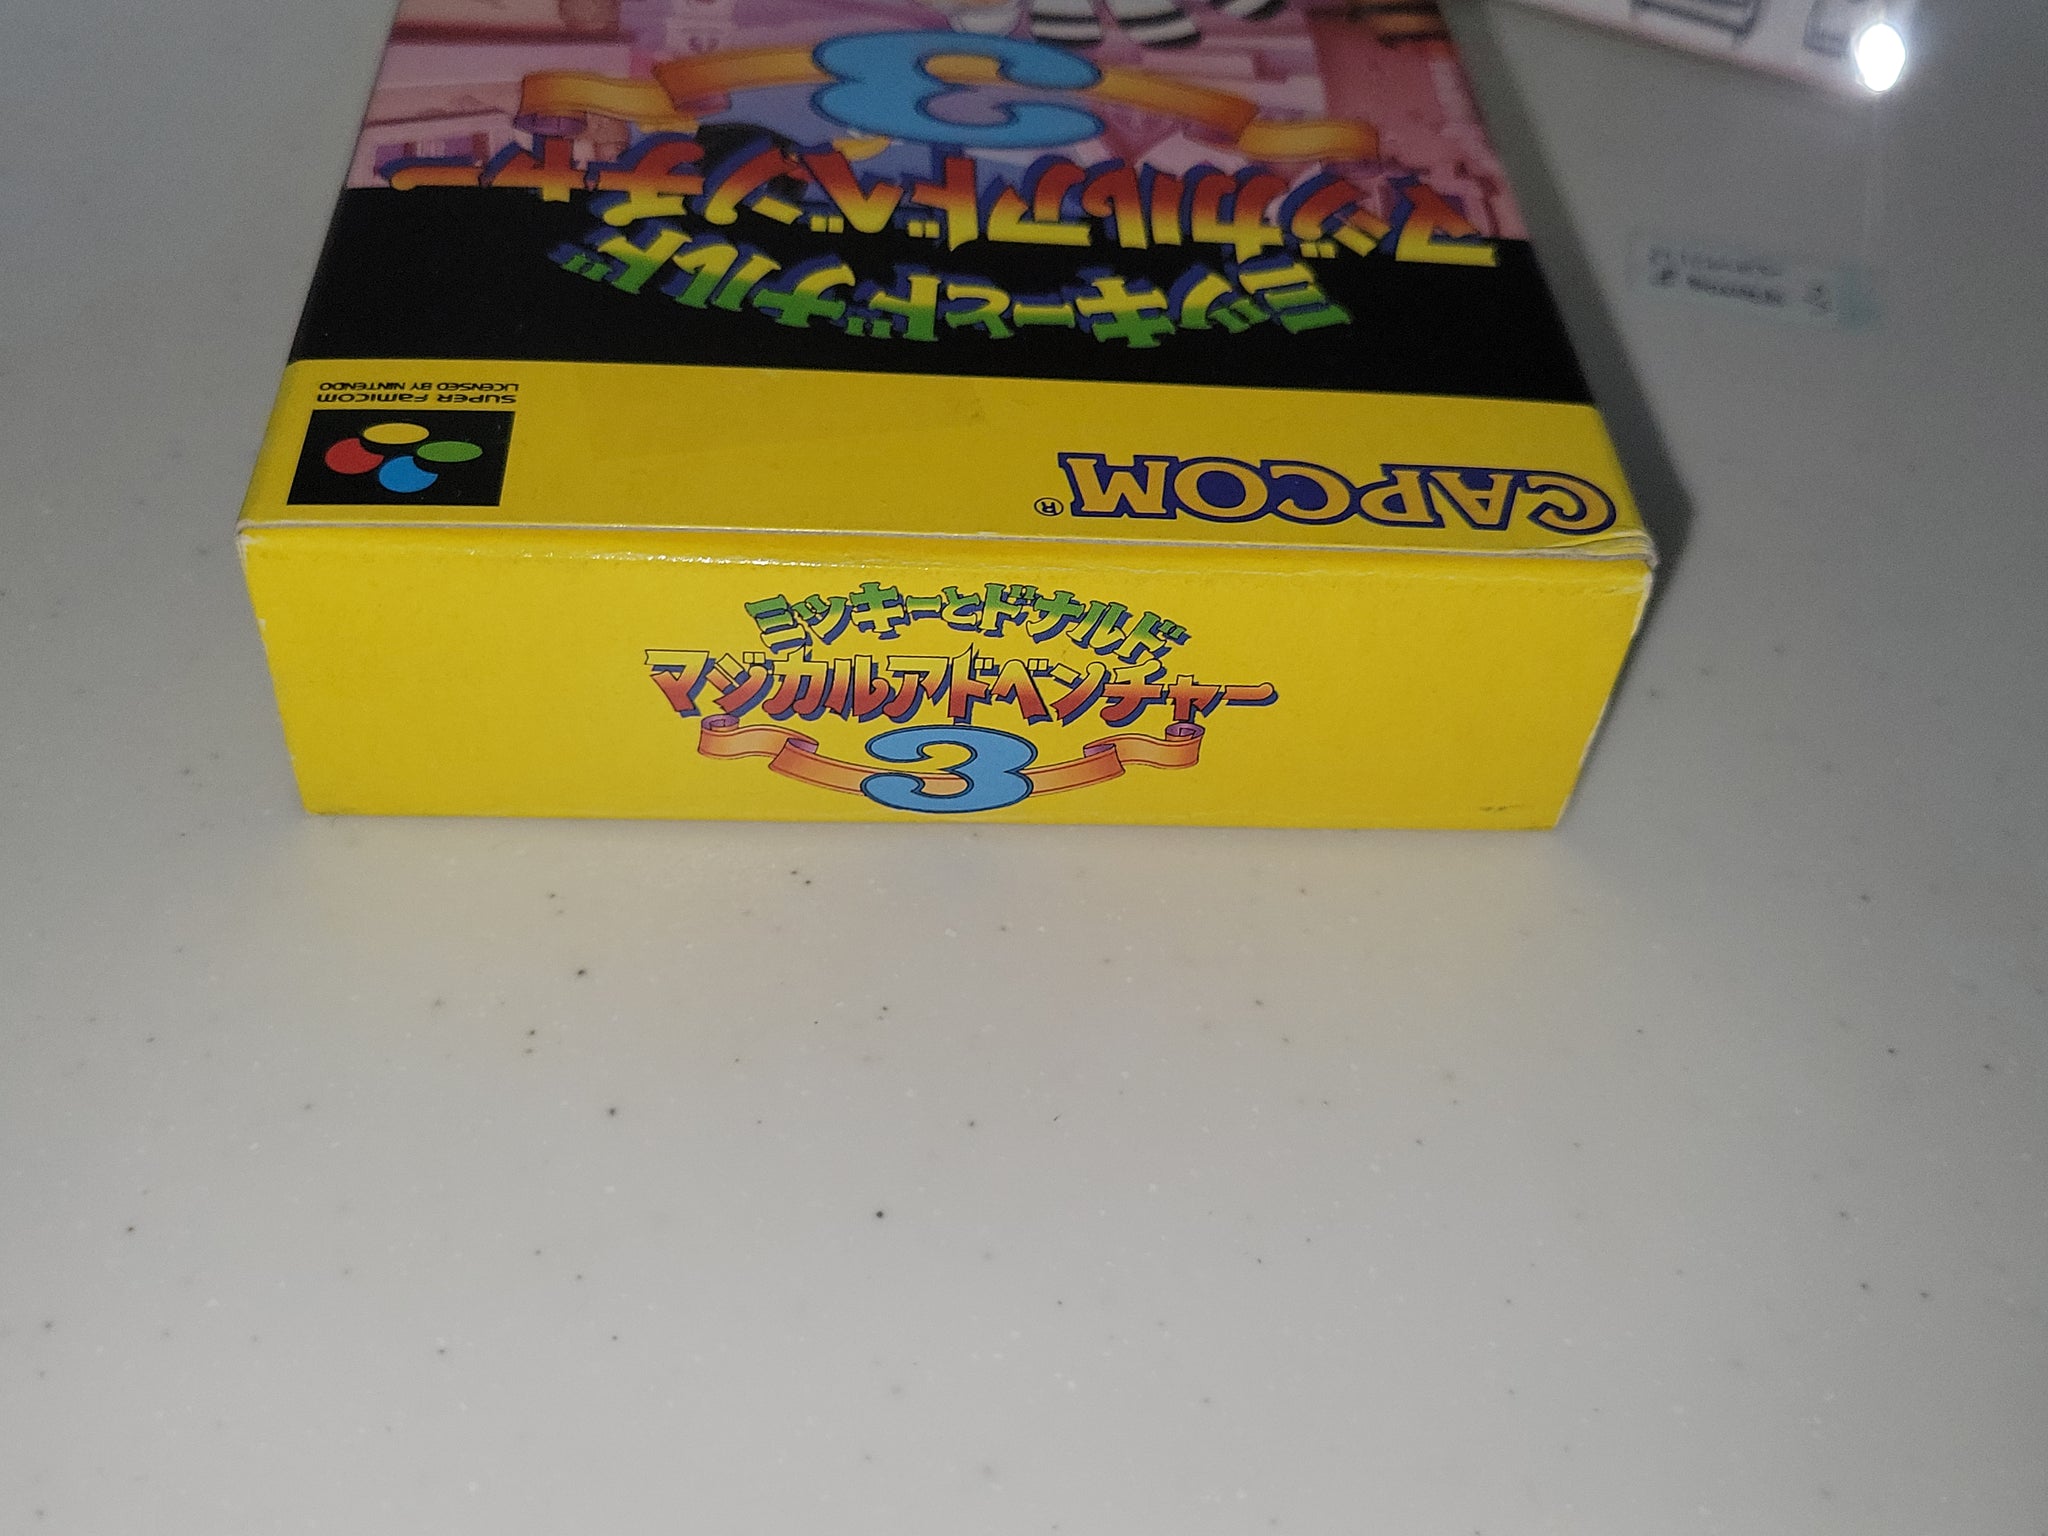 3
マジカルアドベンチャー
ミッキーとドナルド
SUPER FAMICOM
LICENSED BY NINTENDO
CAPCOM®
ミッキーとドナルド
マジカルアドベンチャー
3